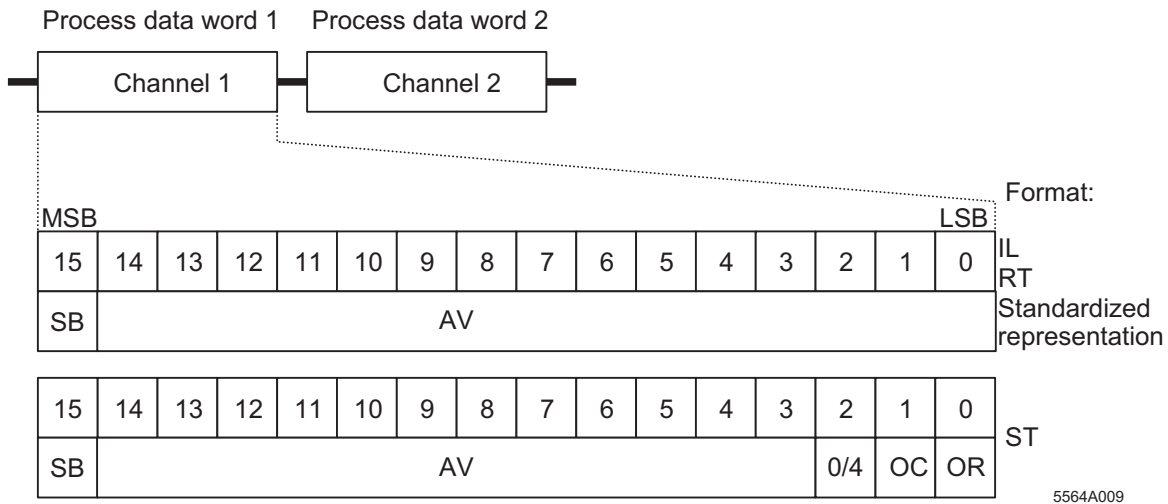 Process data word 1 Process data word 2
Channel 1 Channel 2
Format:
MSB LSB
15 14 13 12 11 10 9 8 7 6 5 4 3 2 1 0
IL
RT
SB AV
Standardized
representation
15 14 13 12 11 10 9 8 7 6 5 4 3 2 1 0
ST
SB AV 0/4 OC OR
5564A009